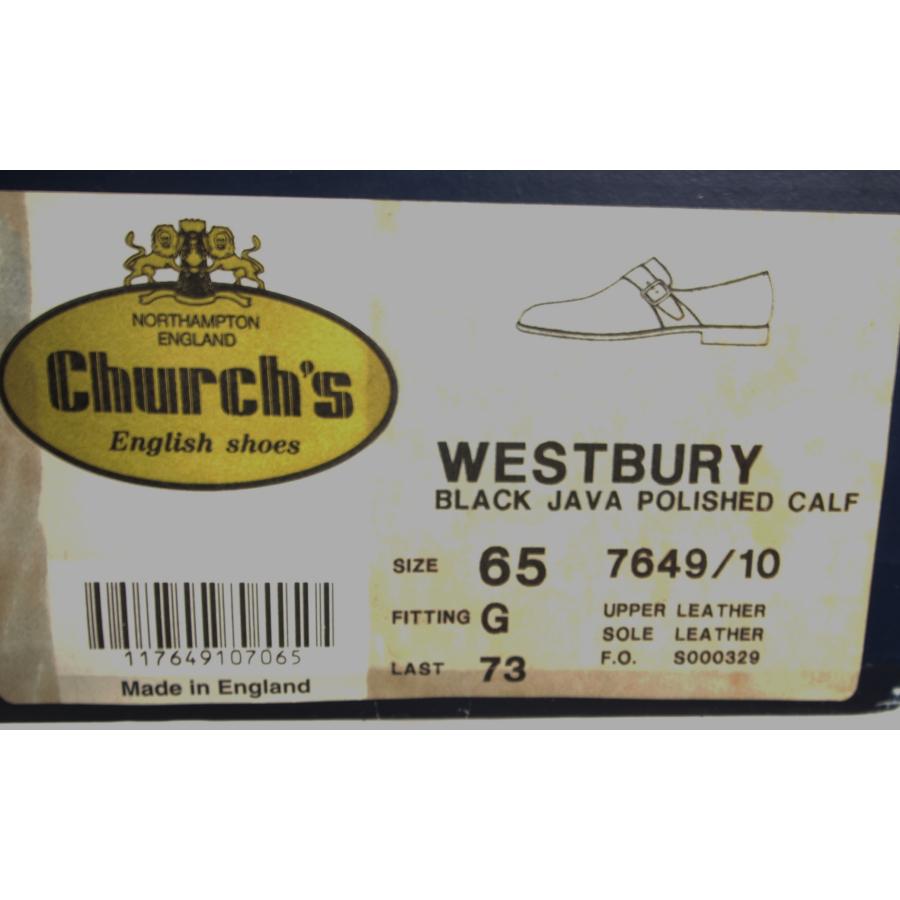 NORTHAMPTON
ENGLAND
Church's
English shoes
WESTBURY
BLACK JAVA POLISHED CALF
SIZE 65 7649/10
FITTING G UPPER LEATHER
SOLE LEATHER
LAST 73 F.O. S000329
117649107065
Made in England